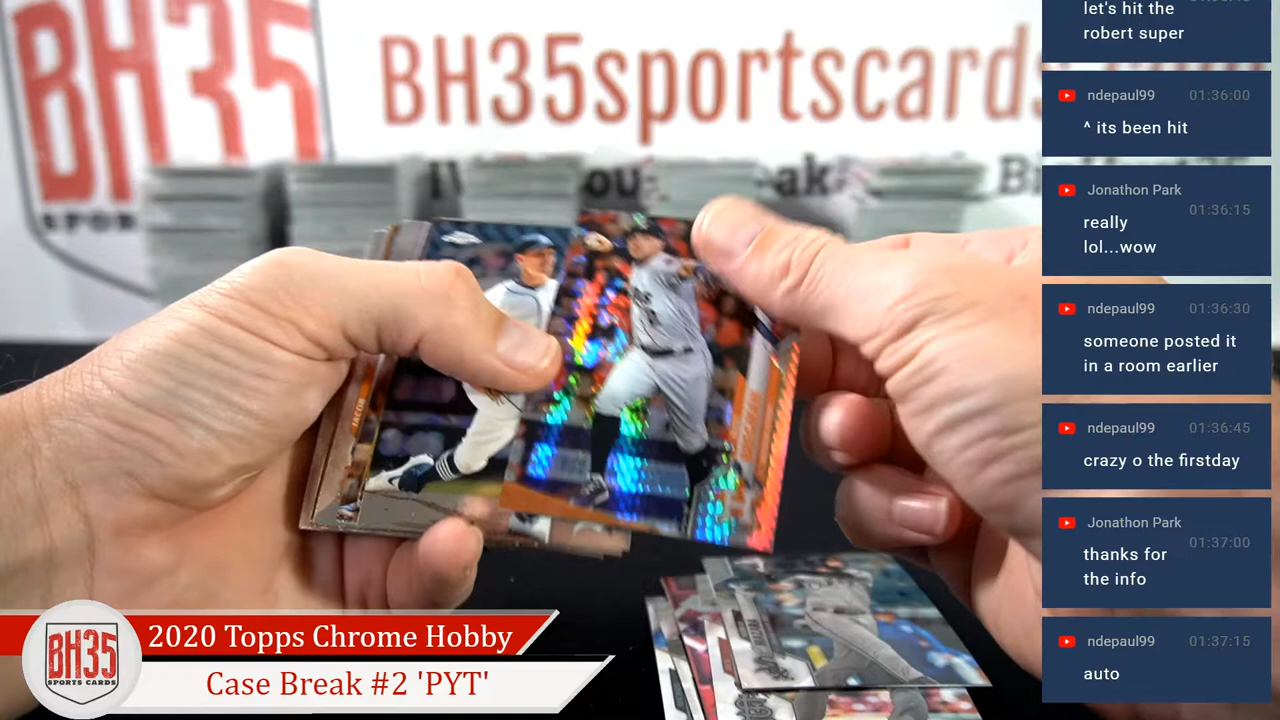 BH35
SPORTS
BH35sportscards
let's hit the
robert super
ndepaul99 01:36:00
^ its been hit
Jonathon Park 01:36:15
really
lol...wow
ndepaul99 01:36:30
someone posted it
in a room earlier
ndepaul99 01:36:45
crazy o the firstday
Jonathon Park 01:37:00
thanks for
the info
ndepaul99 01:37:15
auto
JACOB
BH35
SPORTS CARDS
2020 Topps Chrome Hobby
Case Break #2 'PYT'